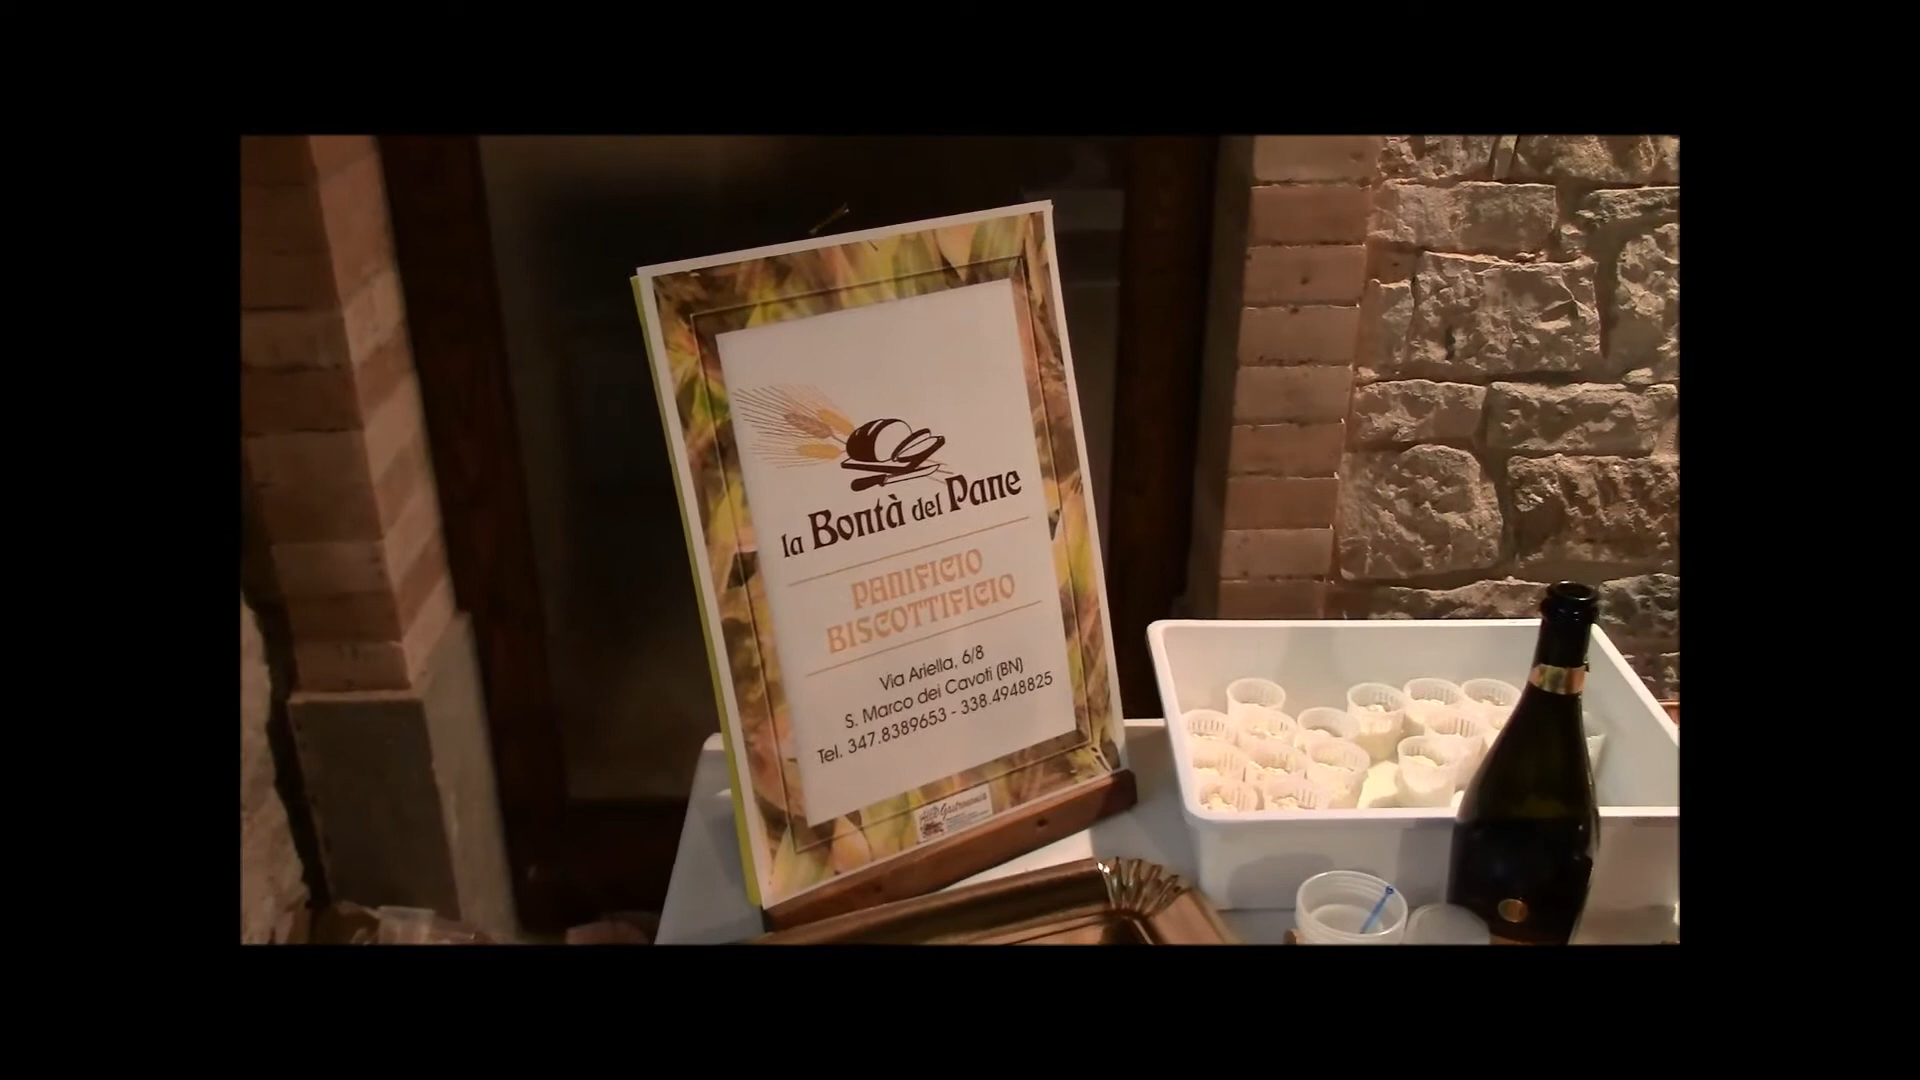 la Bontà del Pane
PANIFICIO
BISCOTTIFICIO
Via Ariella, 6/8
S. Marco dei Cavoti (BN)
Tel. 347.8389653 - 338.4948825